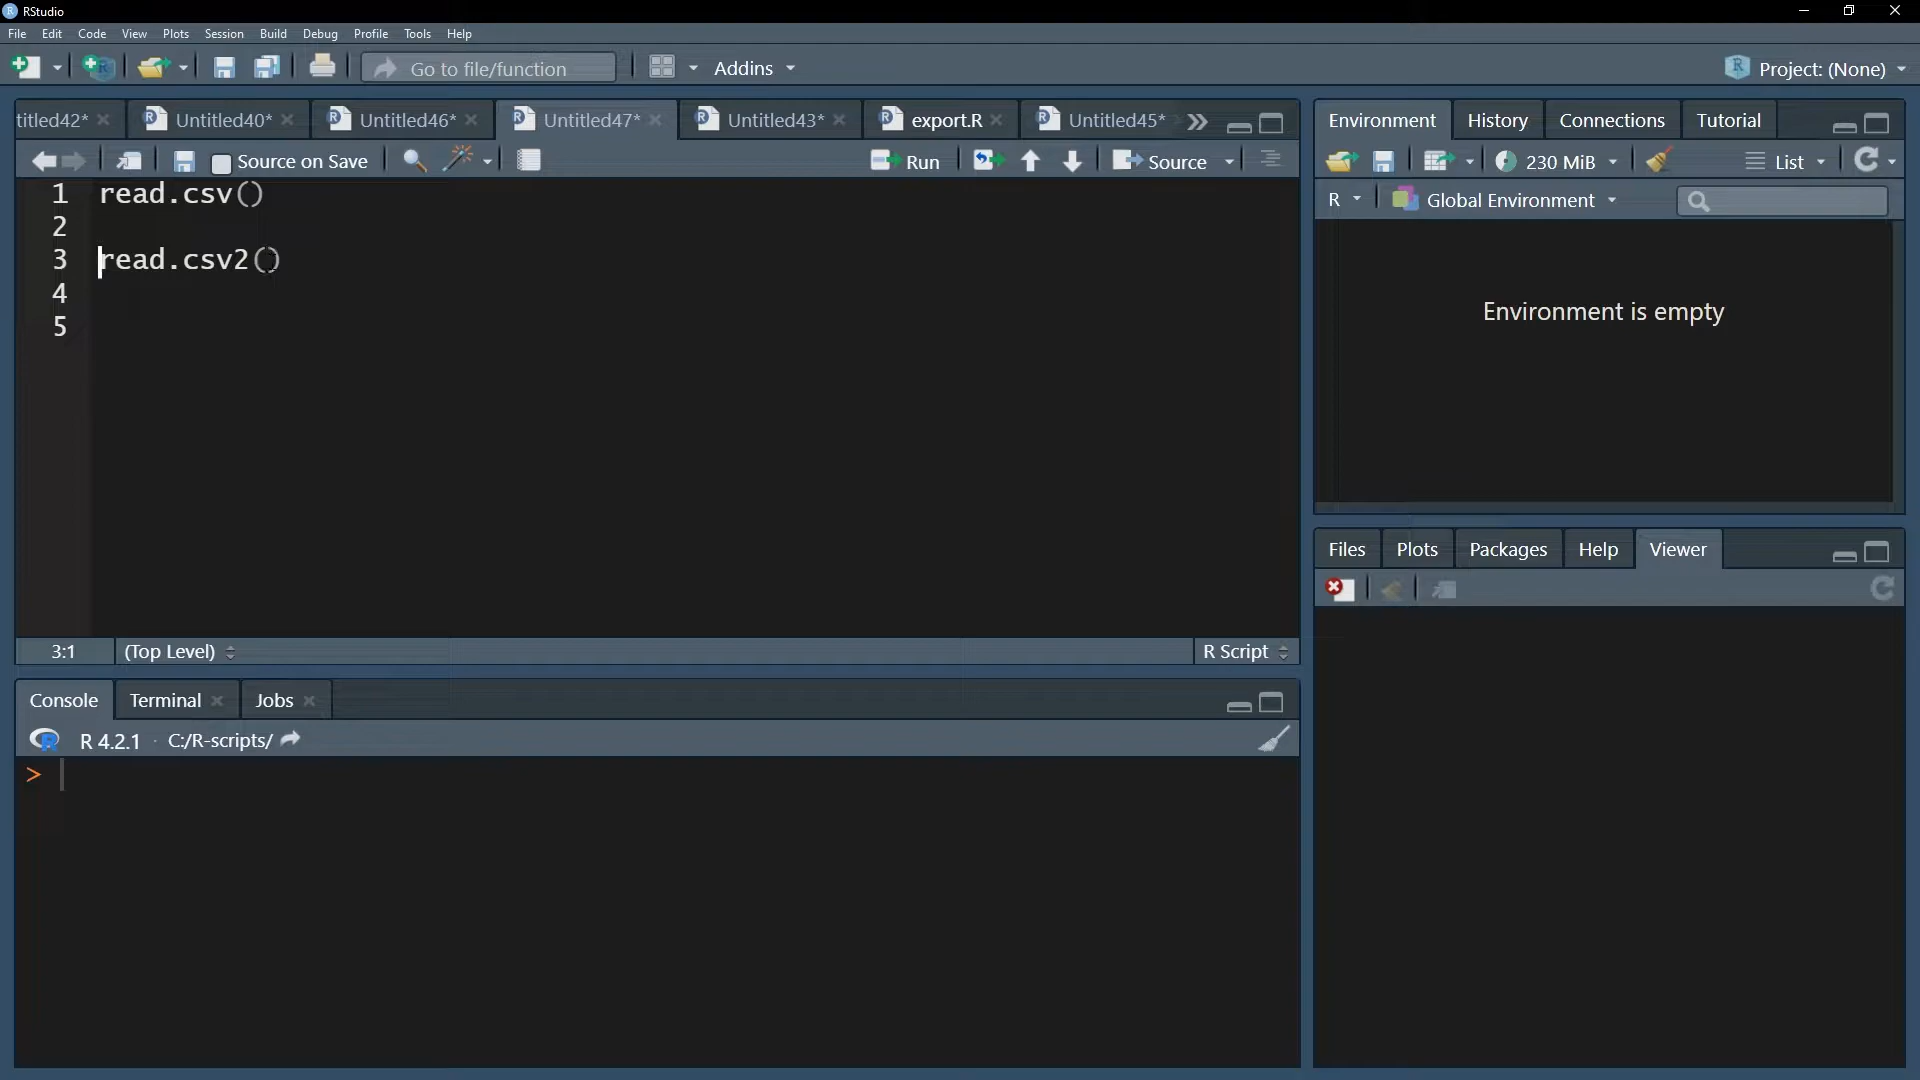 RStudio
File Edit Code View Plots Session Build Debug Profile Tools Help
Go to file/function Addins Project: (None)
titled42* Untitled40* Untitled46* Untitled47* Untitled43* export.R Untitled45*
Source on Save Run Source
1 read.csv()
2
3 read.csv2()
4
5
3:1 (Top Level) R Script
Console Terminal Jobs
R 4.2.1 · C:/R-scripts/
>
Environment History Connections Tutorial
230 MiB List
R Global Environment
Environment is empty
Files Plots Packages Help Viewer